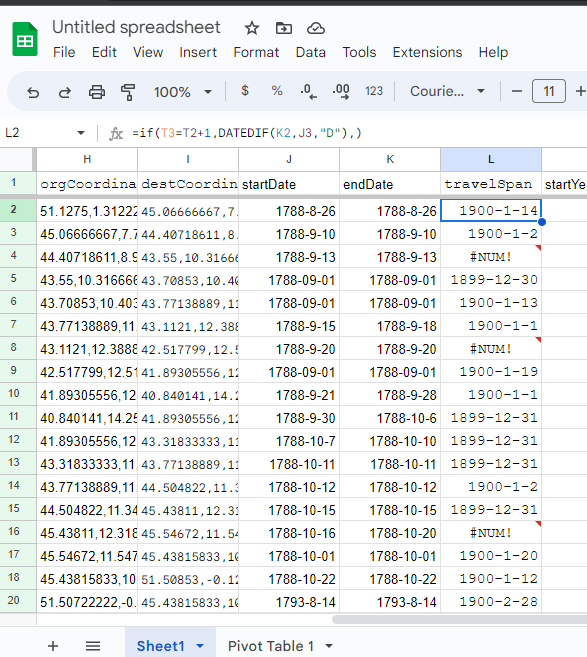 Untitled spreadsheet
File Edit View Insert Format Data Tools Extensions Help
100% $ % .0 .00 123 Courie... 11
L2 fx =if(T3=T2+1,DATEDIF(K2,J3,"D"),)
H I J K L
1 orgCoordina destCoordin startDate endDate travelSpan startYe
2 51.1275,1.31222 45.06666667,7. 1788-8-26 1788-8-26 1900-1-14
3 45.06666667,7.7 44.40718611,8. 1788-9-10 1788-9-10 1900-1-2
4 44.40718611,8.9 43.55,10.31666 1788-9-13 1788-9-13 #NUM!
5 43.55,10.316666 43.70853,10.40 1788-09-01 1788-09-01 1899-12-30
6 43.70853,10.403 43.77138889,11 1788-09-01 1788-09-01 1900-1-13
7 43.77138889,11. 43.1121,12.388 1788-9-15 1788-9-18 1900-1-1
8 43.1121,12.3888 42.517799,12.5 1788-9-20 1788-9-20 #NUM!
9 42.517799,12.51 41.89305556,12 1788-09-01 1788-09-01 1900-1-19
10 41.89305556,12 40.840141,14.2 1788-9-21 1788-9-28 1900-1-1
11 40.840141,14.25 41.89305556,12 1788-9-30 1788-10-6 1899-12-31
12 41.89305556,12 43.31833333,11 1788-10-7 1788-10-10 1899-12-31
13 43.31833333,11. 43.77138889,11 1788-10-11 1788-10-11 1899-12-31
14 43.77138889,11. 44.504822,11.3 1788-10-12 1788-10-12 1900-1-2
15 44.504822,11.34 45.43811,12.31 1788-10-15 1788-10-15 1899-12-31
16 45.43811,12.318 45.54672,11.54 1788-10-16 1788-10-20 #NUM!
17 45.54672,11.547 45.43815833,10 1788-10-01 1788-10-01 1900-1-20
18 45.43815833,10 51.50853,-0.12 1788-10-22 1788-10-22 1900-1-12
20 51.50722222,-0. 45.43815833,10 1793-8-14 1793-8-14 1900-2-28
Sheet1 Pivot Table 1